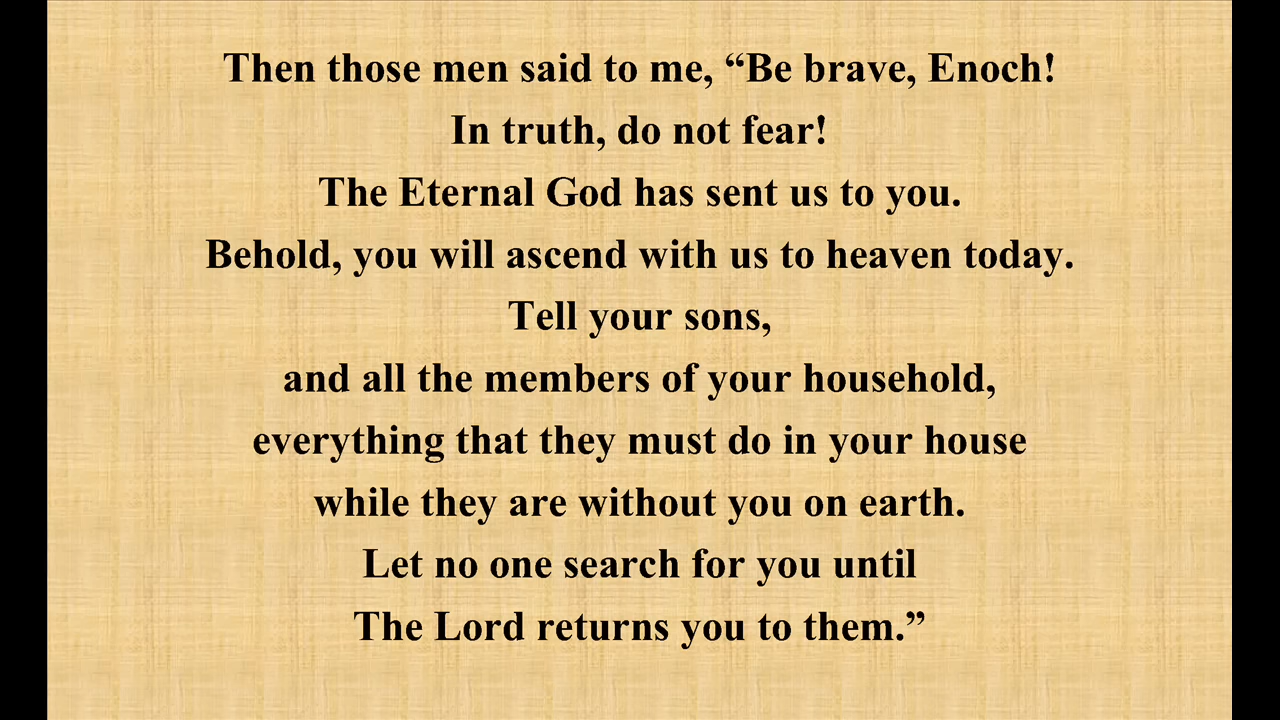 Then those men said to me, “Be brave, Enoch!
In truth, do not fear!
The Eternal God has sent us to you.
Behold, you will ascend with us to heaven today.
Tell your sons,
and all the members of your household,
everything that they must do in your house
while they are without you on earth.
Let no one search for you until
The Lord returns you to them.”